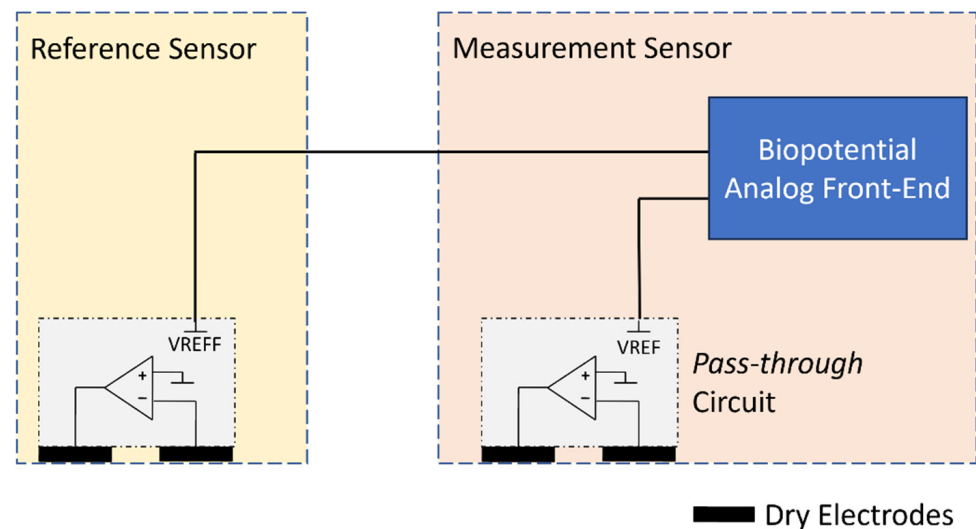 Reference Sensor
Measurement Sensor
Biopotential
Analog Front-End
VREFF
+
−
VREF
+
−
Pass-through
Circuit
Dry Electrodes